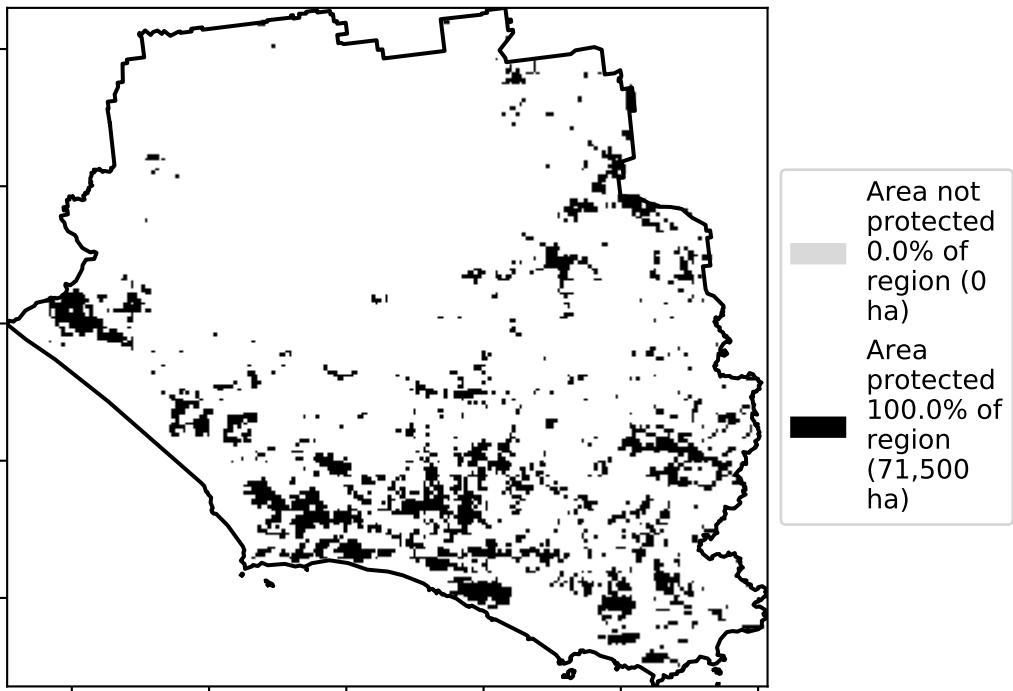 Area not
protected
0.0% of
region (0
ha)
Area
protected
100.0% of
region
(71,500
ha)